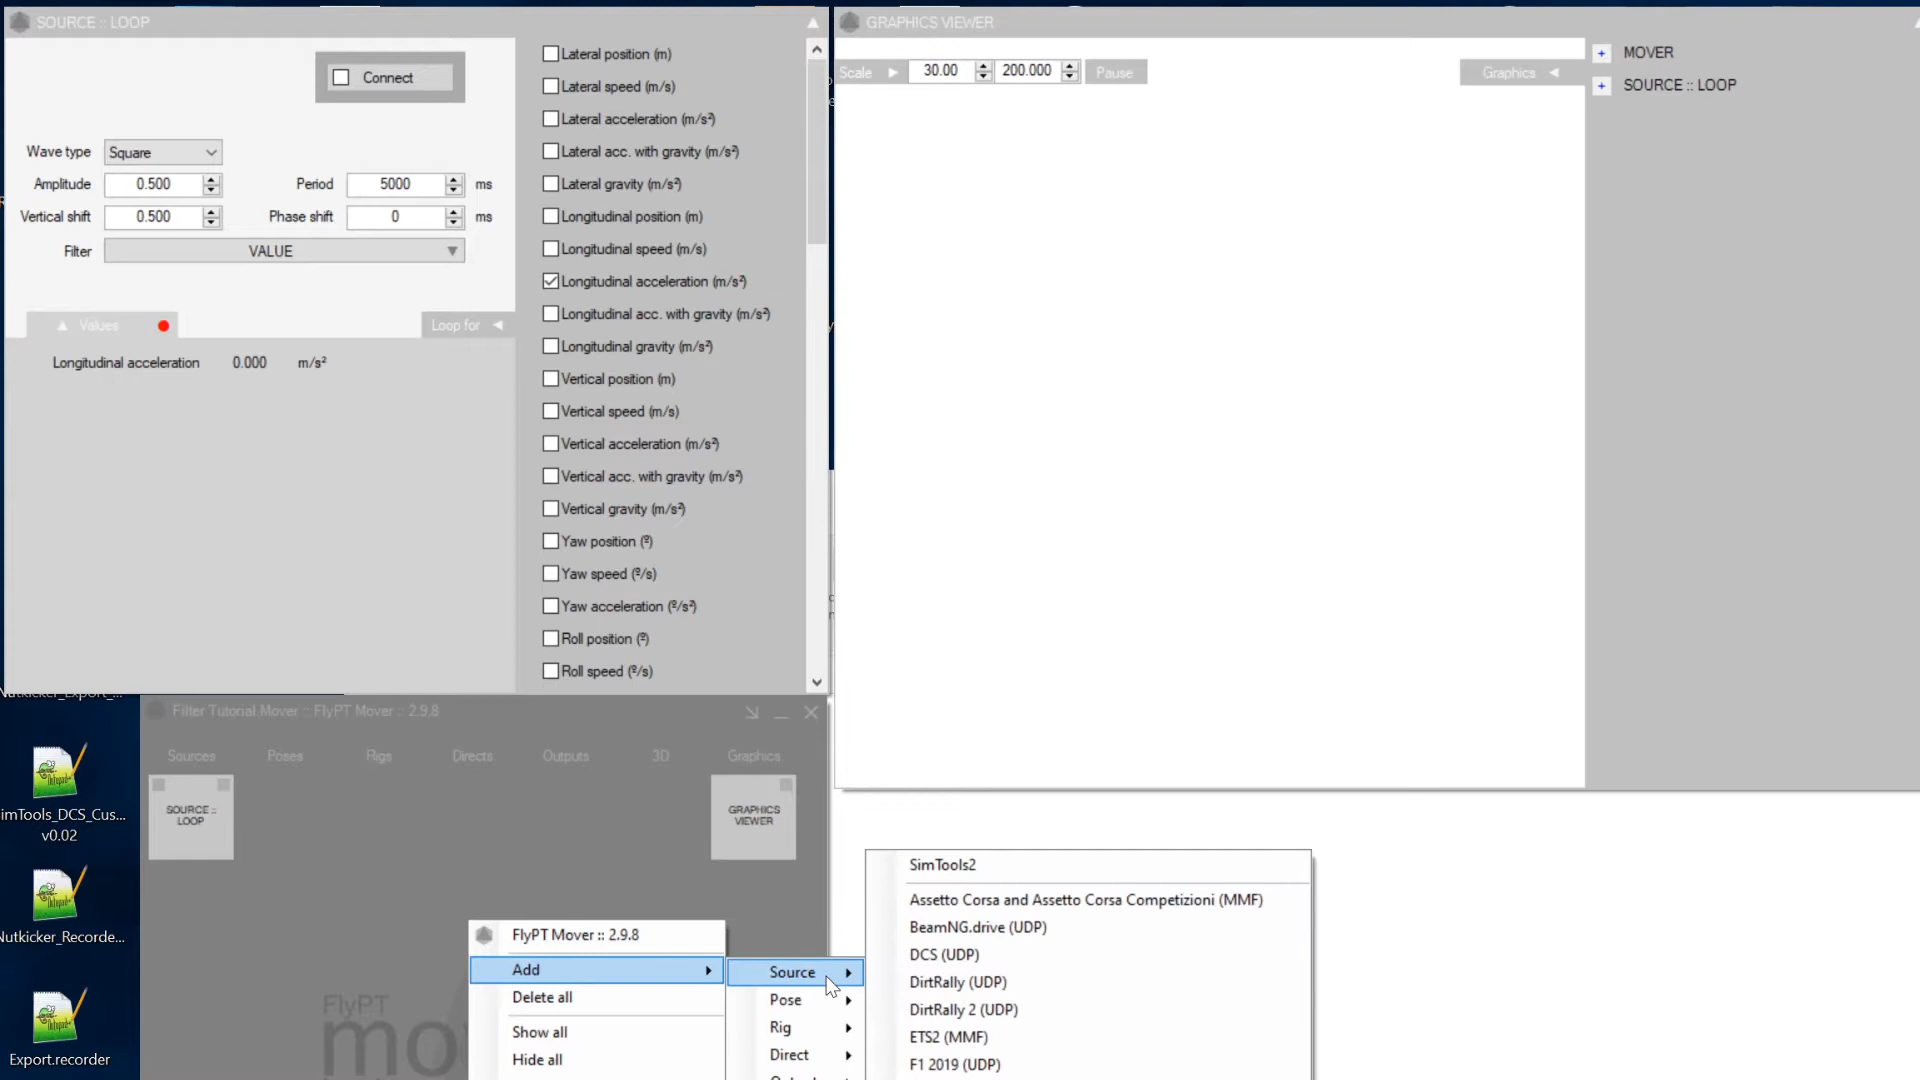 SOURCE :: LOOP
Connect
Wave type
Square
Amplitude
0.500
Period
5000
ms
Vertical shift
0.500
Phase shift
0
ms
Filter
VALUE
Values
Loop for
Longitudinal acceleration
0.000
m/s²
Lateral position (m)
Lateral speed (m/s)
Lateral acceleration (m/s²)
Lateral acc. with gravity (m/s²)
Lateral gravity (m/s²)
Longitudinal position (m)
Longitudinal speed (m/s)
Longitudinal acceleration (m/s²)
Longitudinal acc. with gravity (m/s²)
Longitudinal gravity (m/s²)
Vertical position (m)
Vertical speed (m/s)
Vertical acceleration (m/s²)
Vertical acc. with gravity (m/s²)
Vertical gravity (m/s²)
Yaw position (º)
Yaw speed (º/s)
Yaw acceleration (º/s²)
Roll position (º)
Roll speed (º/s)
GRAPHICS VIEWER
Scale
30.00
200.000
Pause
Graphics
MOVER
SOURCE :: LOOP
Nutkicker_Export_...
imTools_DCS_Cus...
v0.02
Nutkicker_Recorde...
Export.recorder
Filter Tutorial.Mover :: FlyPT Mover :: 2.9.8
Sources
Poses
Rigs
Directs
Outputs
3D
Graphics
SOURCE ::
LOOP
GRAPHICS
VIEWER
FlyPT
FlyPT Mover :: 2.9.8
Add
Delete all
Show all
Hide all
Source
Pose
Rig
Direct
SimTools2
Assetto Corsa and Assetto Corsa Competizioni (MMF)
BeamNG.drive (UDP)
DCS (UDP)
DirtRally (UDP)
DirtRally 2 (UDP)
ETS2 (MMF)
F1 2019 (UDP)